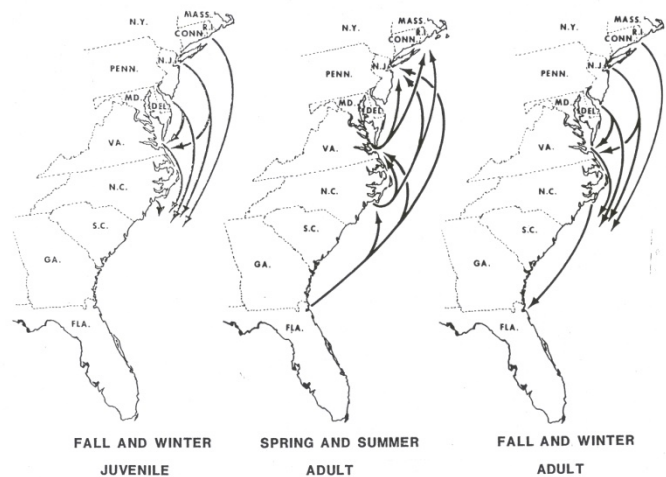 N.Y.
MASS.
R.I.
CONN.
PENN.
N.J.
MD.
DEL.
VA.
N.C.
S.C.
GA.
FLA.
FALL AND WINTER
JUVENILE
N.Y.
MASS.
R.I.
CONN.
PENN.
N.J.
MD.
DEL.
VA.
N.C.
S.C.
GA.
FLA.
SPRING AND SUMMER
ADULT
N.Y.
MASS.
R.I.
CONN.
PENN.
N.J.
MD.
DEL.
VA.
N.C.
S.C.
GA.
FLA.
FALL AND WINTER
ADULT